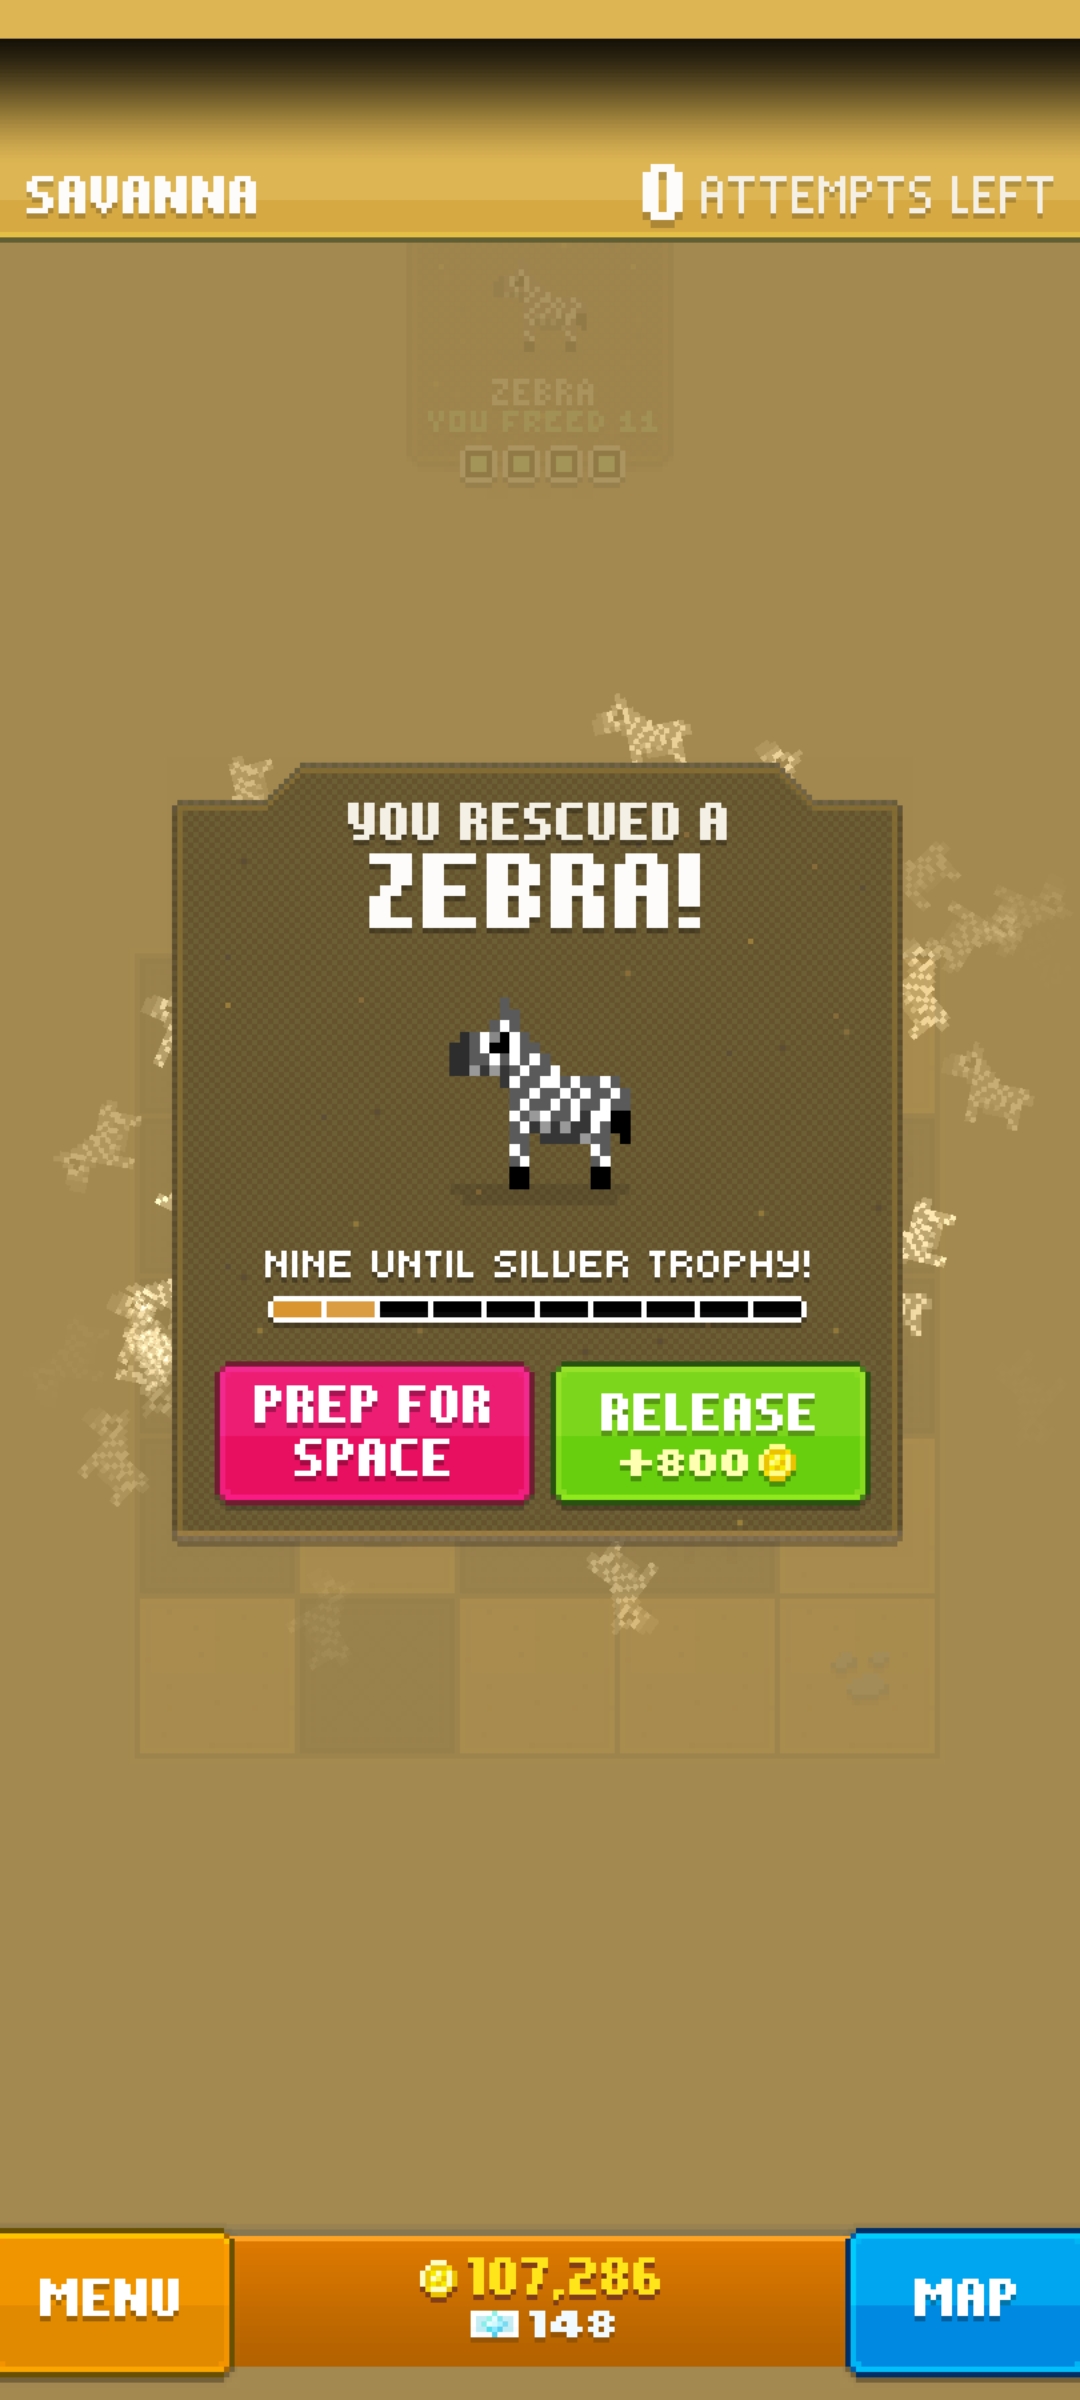 SAVANNA
0 ATTEMPTS LEFT
ZEBRA
YOU FREED 11
YOU RESCUED A
ZEBRA!
NINE UNTIL SILVER TROPHY!
PREP FOR
SPACE
RELEASE
+800
MENU
107,286
148
MAP